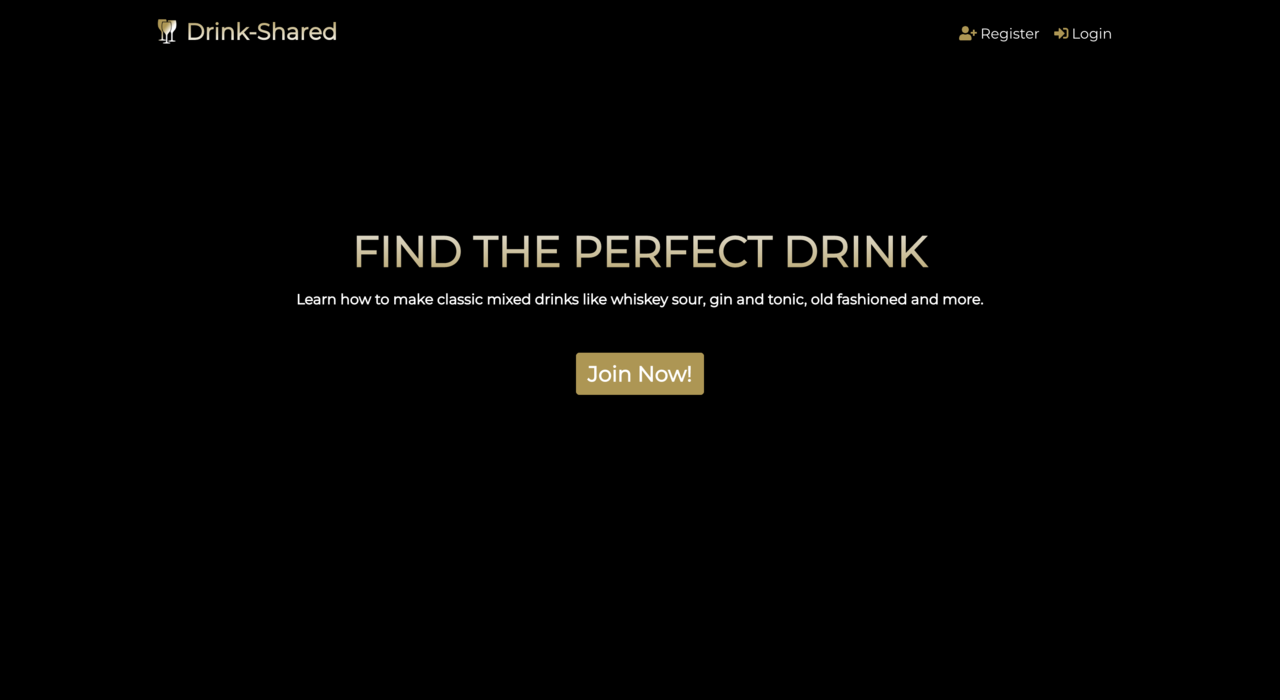 Drink-Shared
Register
Login
FIND THE PERFECT DRINK
Learn how to make classic mixed drinks like whiskey sour, gin and tonic, old fashioned and more.
Join Now!